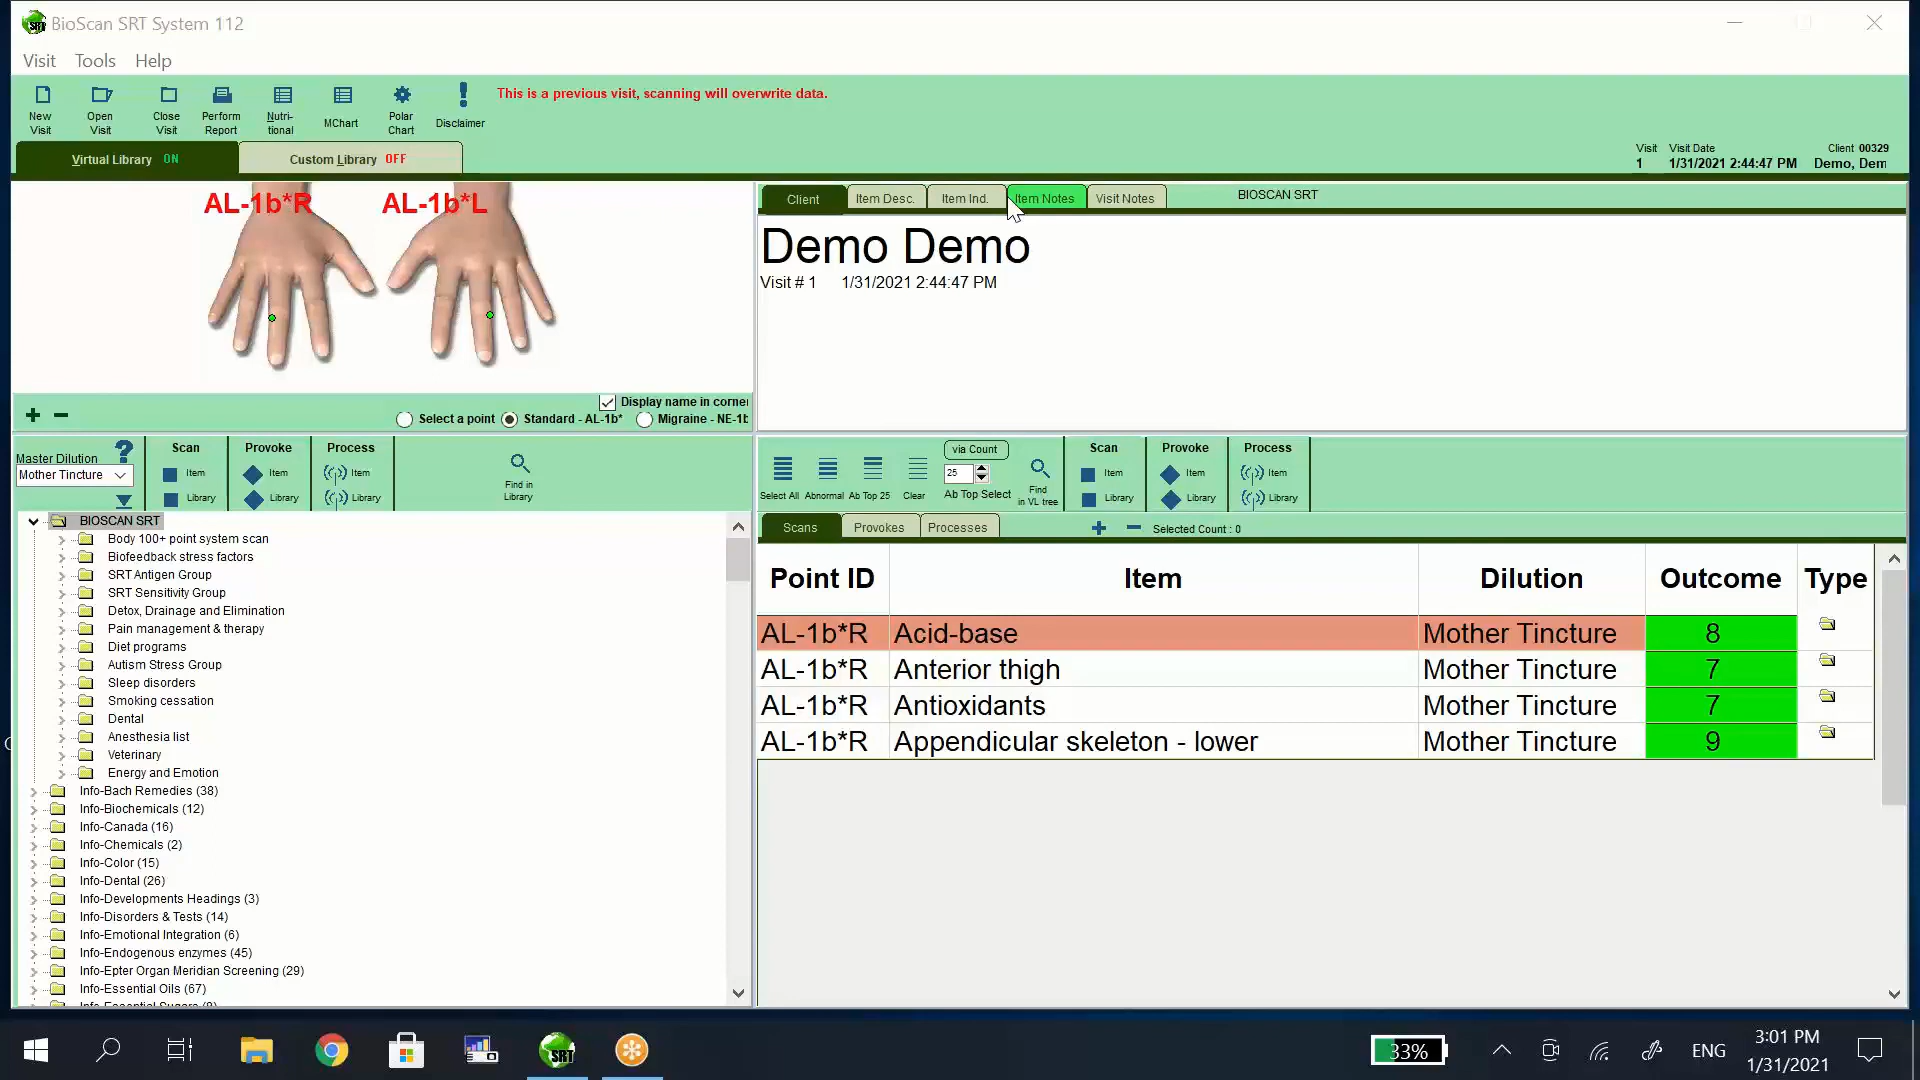 BioScan SRT System 112
Visit Tools Help
New Visit
Open Visit
Close Visit
Perform Report
Nutri-tional
MChart
Polar Chart
Disclaimer
This is a previous visit, scanning will overwrite data.
Virtual Library ON
Custom Library OFF
Visit Visit Date Client 00329
1 1/31/2021 2:44:47 PM Demo, Dem
AL-1b*R AL-1b*L
Display name in corner
Select a point Standard - AL-1b* Migraine - NE-1b
Client Item Desc. Item Ind. Item Notes Visit Notes BIOSCAN SRT
Demo Demo
Visit # 1 1/31/2021 2:44:47 PM
Master Dilution
Mother Tincture
Scan
Item
Library
Provoke
Item
Library
Process
Item
Library
Find in Library
BIOSCAN SRT
Body 100+ point system scan
Biofeedback stress factors
SRT Antigen Group
SRT Sensitivity Group
Detox, Drainage and Elimination
Pain management & therapy
Diet programs
Autism Stress Group
Sleep disorders
Smoking cessation
Dental
Anesthesia list
Veterinary
Energy and Emotion
Info-Bach Remedies (38)
Info-Biochemicals (12)
Info-Canada (16)
Info-Chemicals (2)
Info-Color (15)
Info-Dental (26)
Info-Developments Headings (3)
Info-Disorders & Tests (14)
Info-Emotional Integration (6)
Info-Endogenous enzymes (45)
Info-Epter Organ Meridian Screening (29)
Info-Essential Oils (67)
Info-Essential Sugars (8)
Select All
Abnormal
Ab Top 25
Clear
via Count
25
Ab Top Select
Find in VL tree
Scan
Item
Library
Provoke
Item
Library
Process
Item
Library
Scans Provokes Processes Selected Count : 0
Point ID Item Dilution Outcome Type
AL-1b*R Acid-base Mother Tincture 8
AL-1b*R Anterior thigh Mother Tincture 7
AL-1b*R Antioxidants Mother Tincture 7
AL-1b*R Appendicular skeleton - lower Mother Tincture 9
SRT
33%
ENG
3:01 PM
1/31/2021